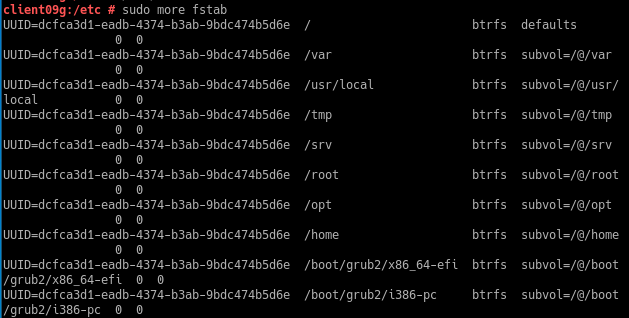 client09g:/etc # sudo more fstab
UUID=dcfca3d1-eadb-4374-b3ab-9bdc474b5d6e  /                       btrfs  defaults
                0  0
UUID=dcfca3d1-eadb-4374-b3ab-9bdc474b5d6e  /var                    btrfs  subvol=/@/var
                0  0
UUID=dcfca3d1-eadb-4374-b3ab-9bdc474b5d6e  /usr/local              btrfs  subvol=/@/usr/
local           0  0
UUID=dcfca3d1-eadb-4374-b3ab-9bdc474b5d6e  /tmp                    btrfs  subvol=/@/tmp
                0  0
UUID=dcfca3d1-eadb-4374-b3ab-9bdc474b5d6e  /srv                    btrfs  subvol=/@/srv
                0  0
UUID=dcfca3d1-eadb-4374-b3ab-9bdc474b5d6e  /root                   btrfs  subvol=/@/root
                0  0
UUID=dcfca3d1-eadb-4374-b3ab-9bdc474b5d6e  /opt                    btrfs  subvol=/@/opt
                0  0
UUID=dcfca3d1-eadb-4374-b3ab-9bdc474b5d6e  /home                   btrfs  subvol=/@/home
                0  0
UUID=dcfca3d1-eadb-4374-b3ab-9bdc474b5d6e  /boot/grub2/x86_64-efi  btrfs  subvol=/@/boot
/grub2/x86_64-efi  0  0
UUID=dcfca3d1-eadb-4374-b3ab-9bdc474b5d6e  /boot/grub2/i386-pc     btrfs  subvol=/@/boot
/grub2/i386-pc  0  0